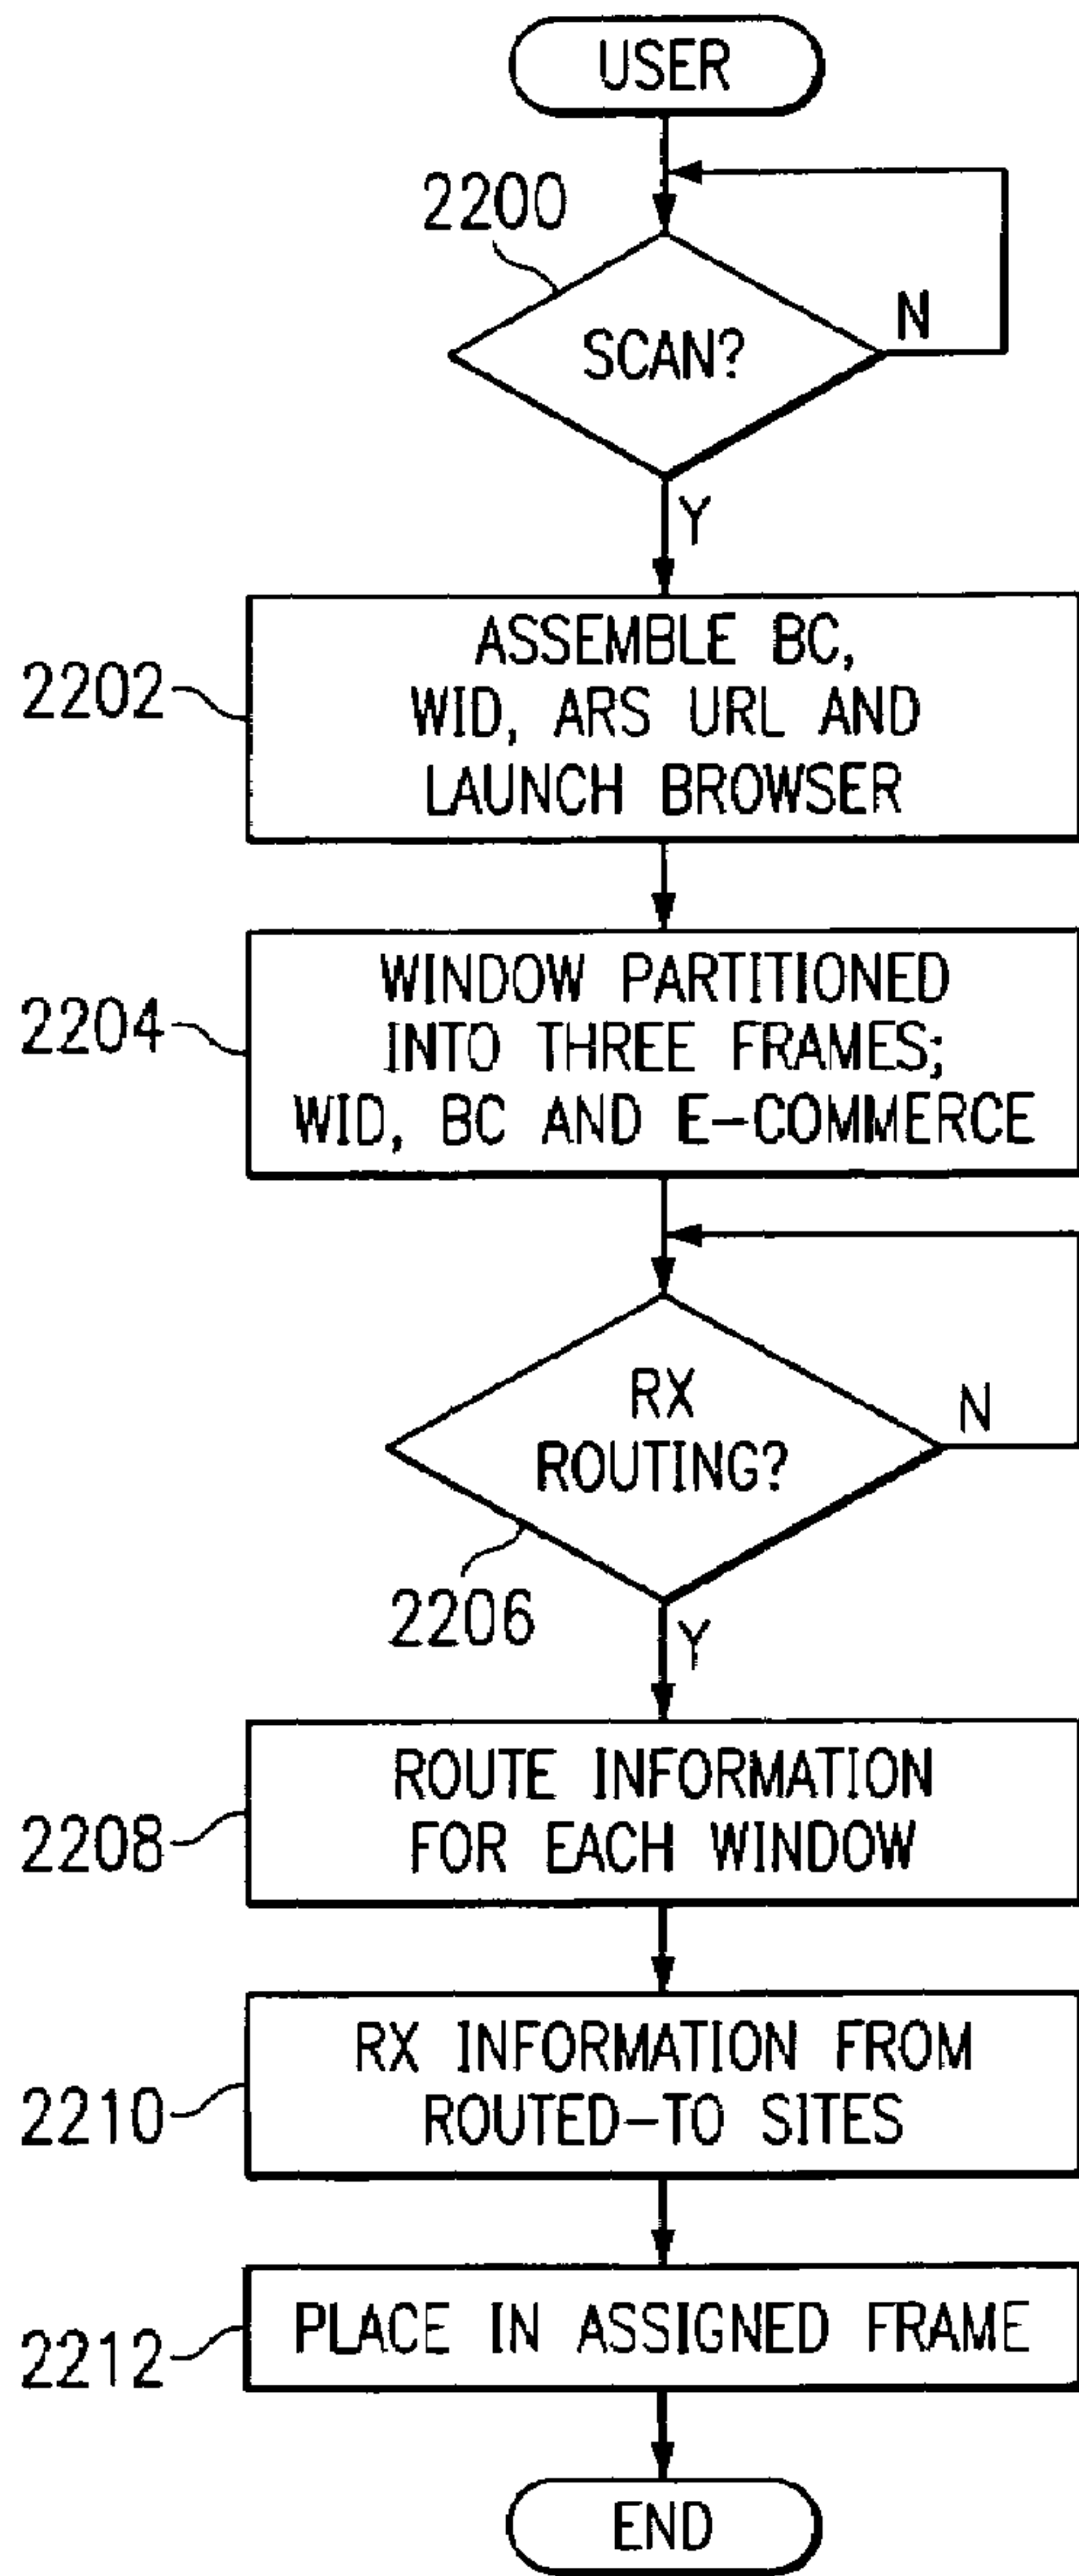 USER
2200
SCAN?
N
Y
2202
ASSEMBLE BC,
WID, ARS URL AND
LAUNCH BROWSER
2204
WINDOW PARTITIONED
INTO THREE FRAMES;
WID, BC AND E-COMMERCE
RX
ROUTING?
N
2206
Y
2208
ROUTE INFORMATION
FOR EACH WINDOW
2210
RX INFORMATION FROM
ROUTED-TO SITES
2212
PLACE IN ASSIGNED FRAME
END